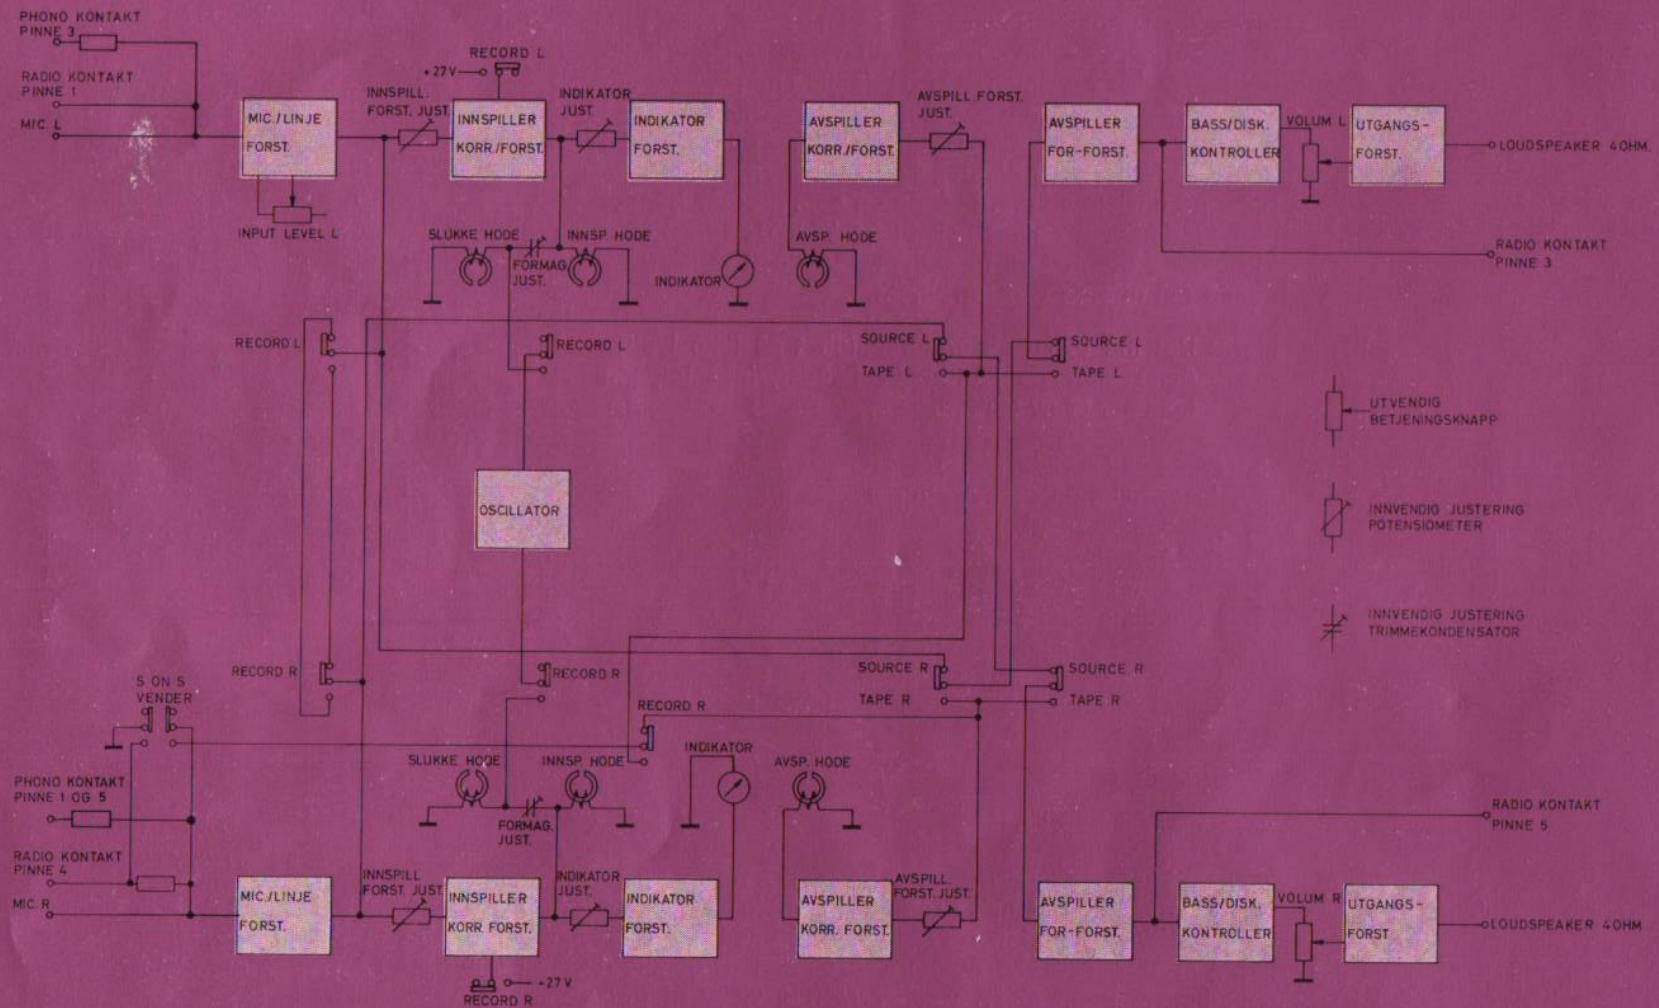 PHONO KONTAKT
PINNE 3
RADIO KONTAKT
PINNE 1
MIC. L
MIC./LINJE
FORST.
INPUT LEVEL L
INNSPILL.
FORST. JUST.
+27V
RECORD L
INNSPILLER
KORR./FORST.
INDIKATOR
JUST.
INDIKATOR
FORST.
AVSPILLER
KORR./FORST.
AVSPILL. FORST.
JUST.
AVSPILLER
FOR-FORST.
BASS/DISK.
KONTROLLER
VOLUM L
UTGANGS-
FORST.
LOUDSPEAKER 4OHM.
SLUKKE HODE
FORMAG.
JUST.
INNSP. HODE
INDIKATOR
AVSP. HODE
RADIO KONTAKT
PINNE 3
RECORD L
RECORD L
SOURCE L
TAPE L
SOURCE L
TAPE L
UTVENDIG
BETJENINGSKNAPP
OSCILLATOR
INNVENDIG JUSTERING
POTENSIOMETER
INNVENDIG JUSTERING
TRIMMEKONDENSATOR
RECORD R
RECORD R
SOURCE R
TAPE R
SOURCE R
TAPE R
S ON S
VENDER
RECORD R
PHONO KONTAKT
PINNE 1 OG 5
SLUKKE HODE
INNSP. HODE
INDIKATOR
AVSP. HODE
FORMAG.
JUST.
RADIO KONTAKT
PINNE 5
RADIO KONTAKT
PINNE 4
MIC. R
MIC./LINJE
FORST.
INNSPILL
FORST. JUST.
INNSPILLER
KORR. FORST.
INDIKATOR
JUST.
INDIKATOR
FORST.
AVSPILLER
KORR. FORST.
AVSPILL.
FORST. JUST.
AVSPILLER
FOR-FORST.
BASS/DISK.
KONTROLLER
VOLUM R
UTGANGS-
FORST
LOUDSPEAKER 4OHM
+27V
RECORD R